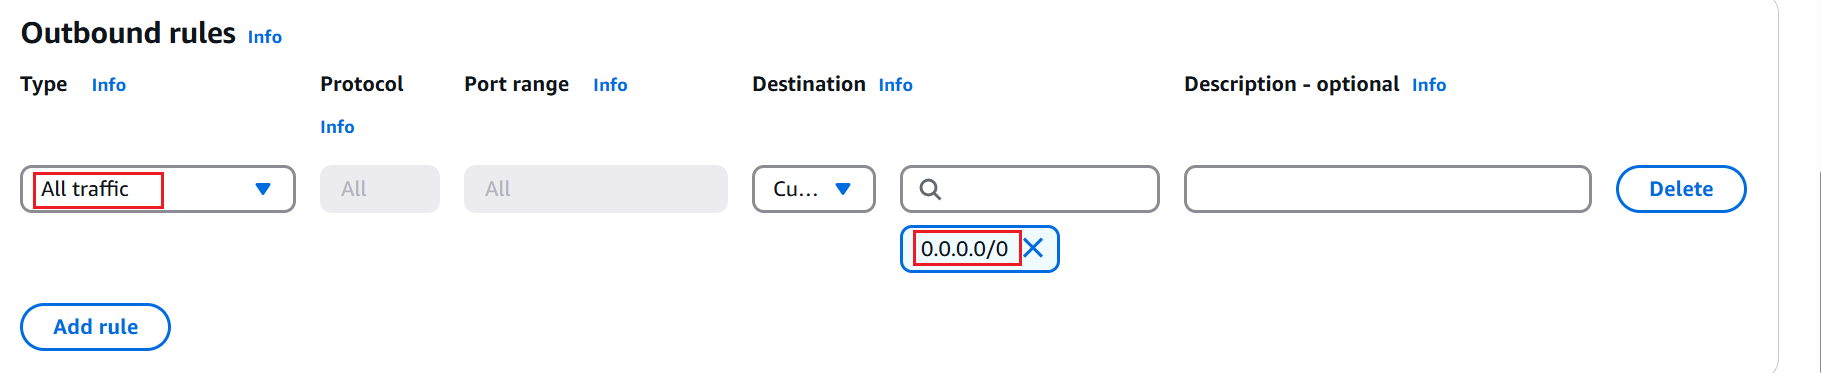 Outbound rules Info
Type Info Protocol Info Port range Info Destination Info Description - optional Info
All traffic All All Cu... 0.0.0.0/0 Delete
Add rule